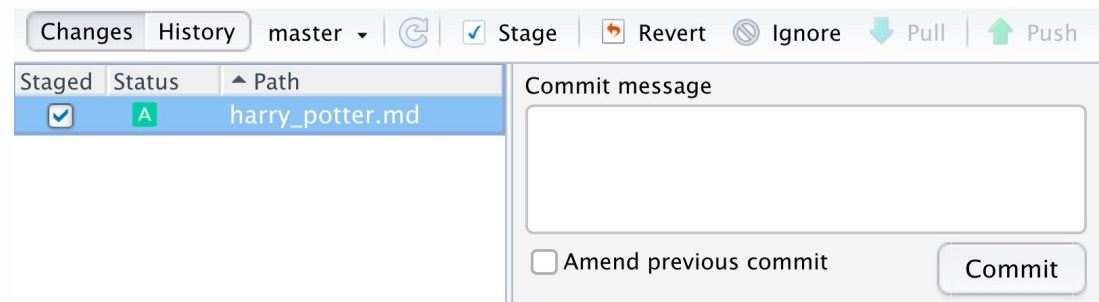 Changes History master Stage Revert Ignore Pull Push
Staged Status Path
A harry_potter.md
Commit message
Amend previous commit
Commit